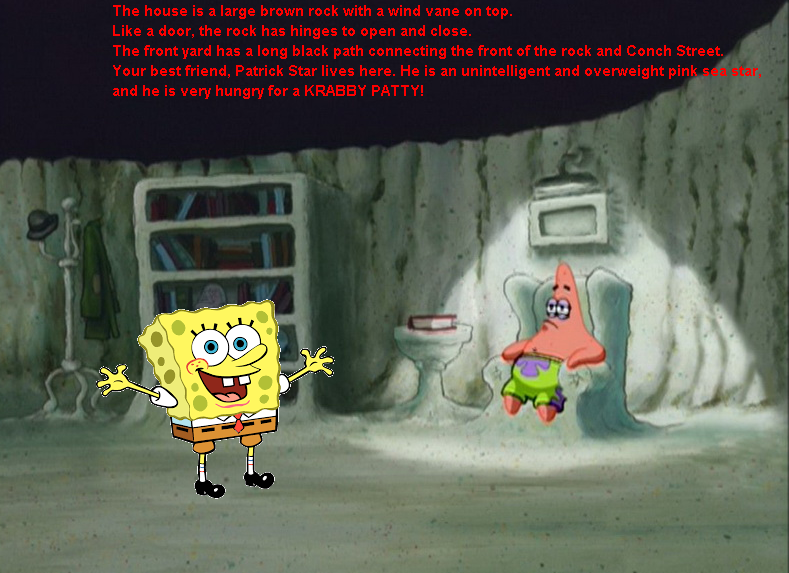 The house is a large brown rock with a wind vane on top.
Like a door, the rock has hinges to open and close.
The front yard has a long black path connecting the front of the rock and Conch Street.
Your best friend, Patrick Star lives here. He is an unintelligent and overweight pink sea star,
and he is very hungry for a KRABBY PATTY!